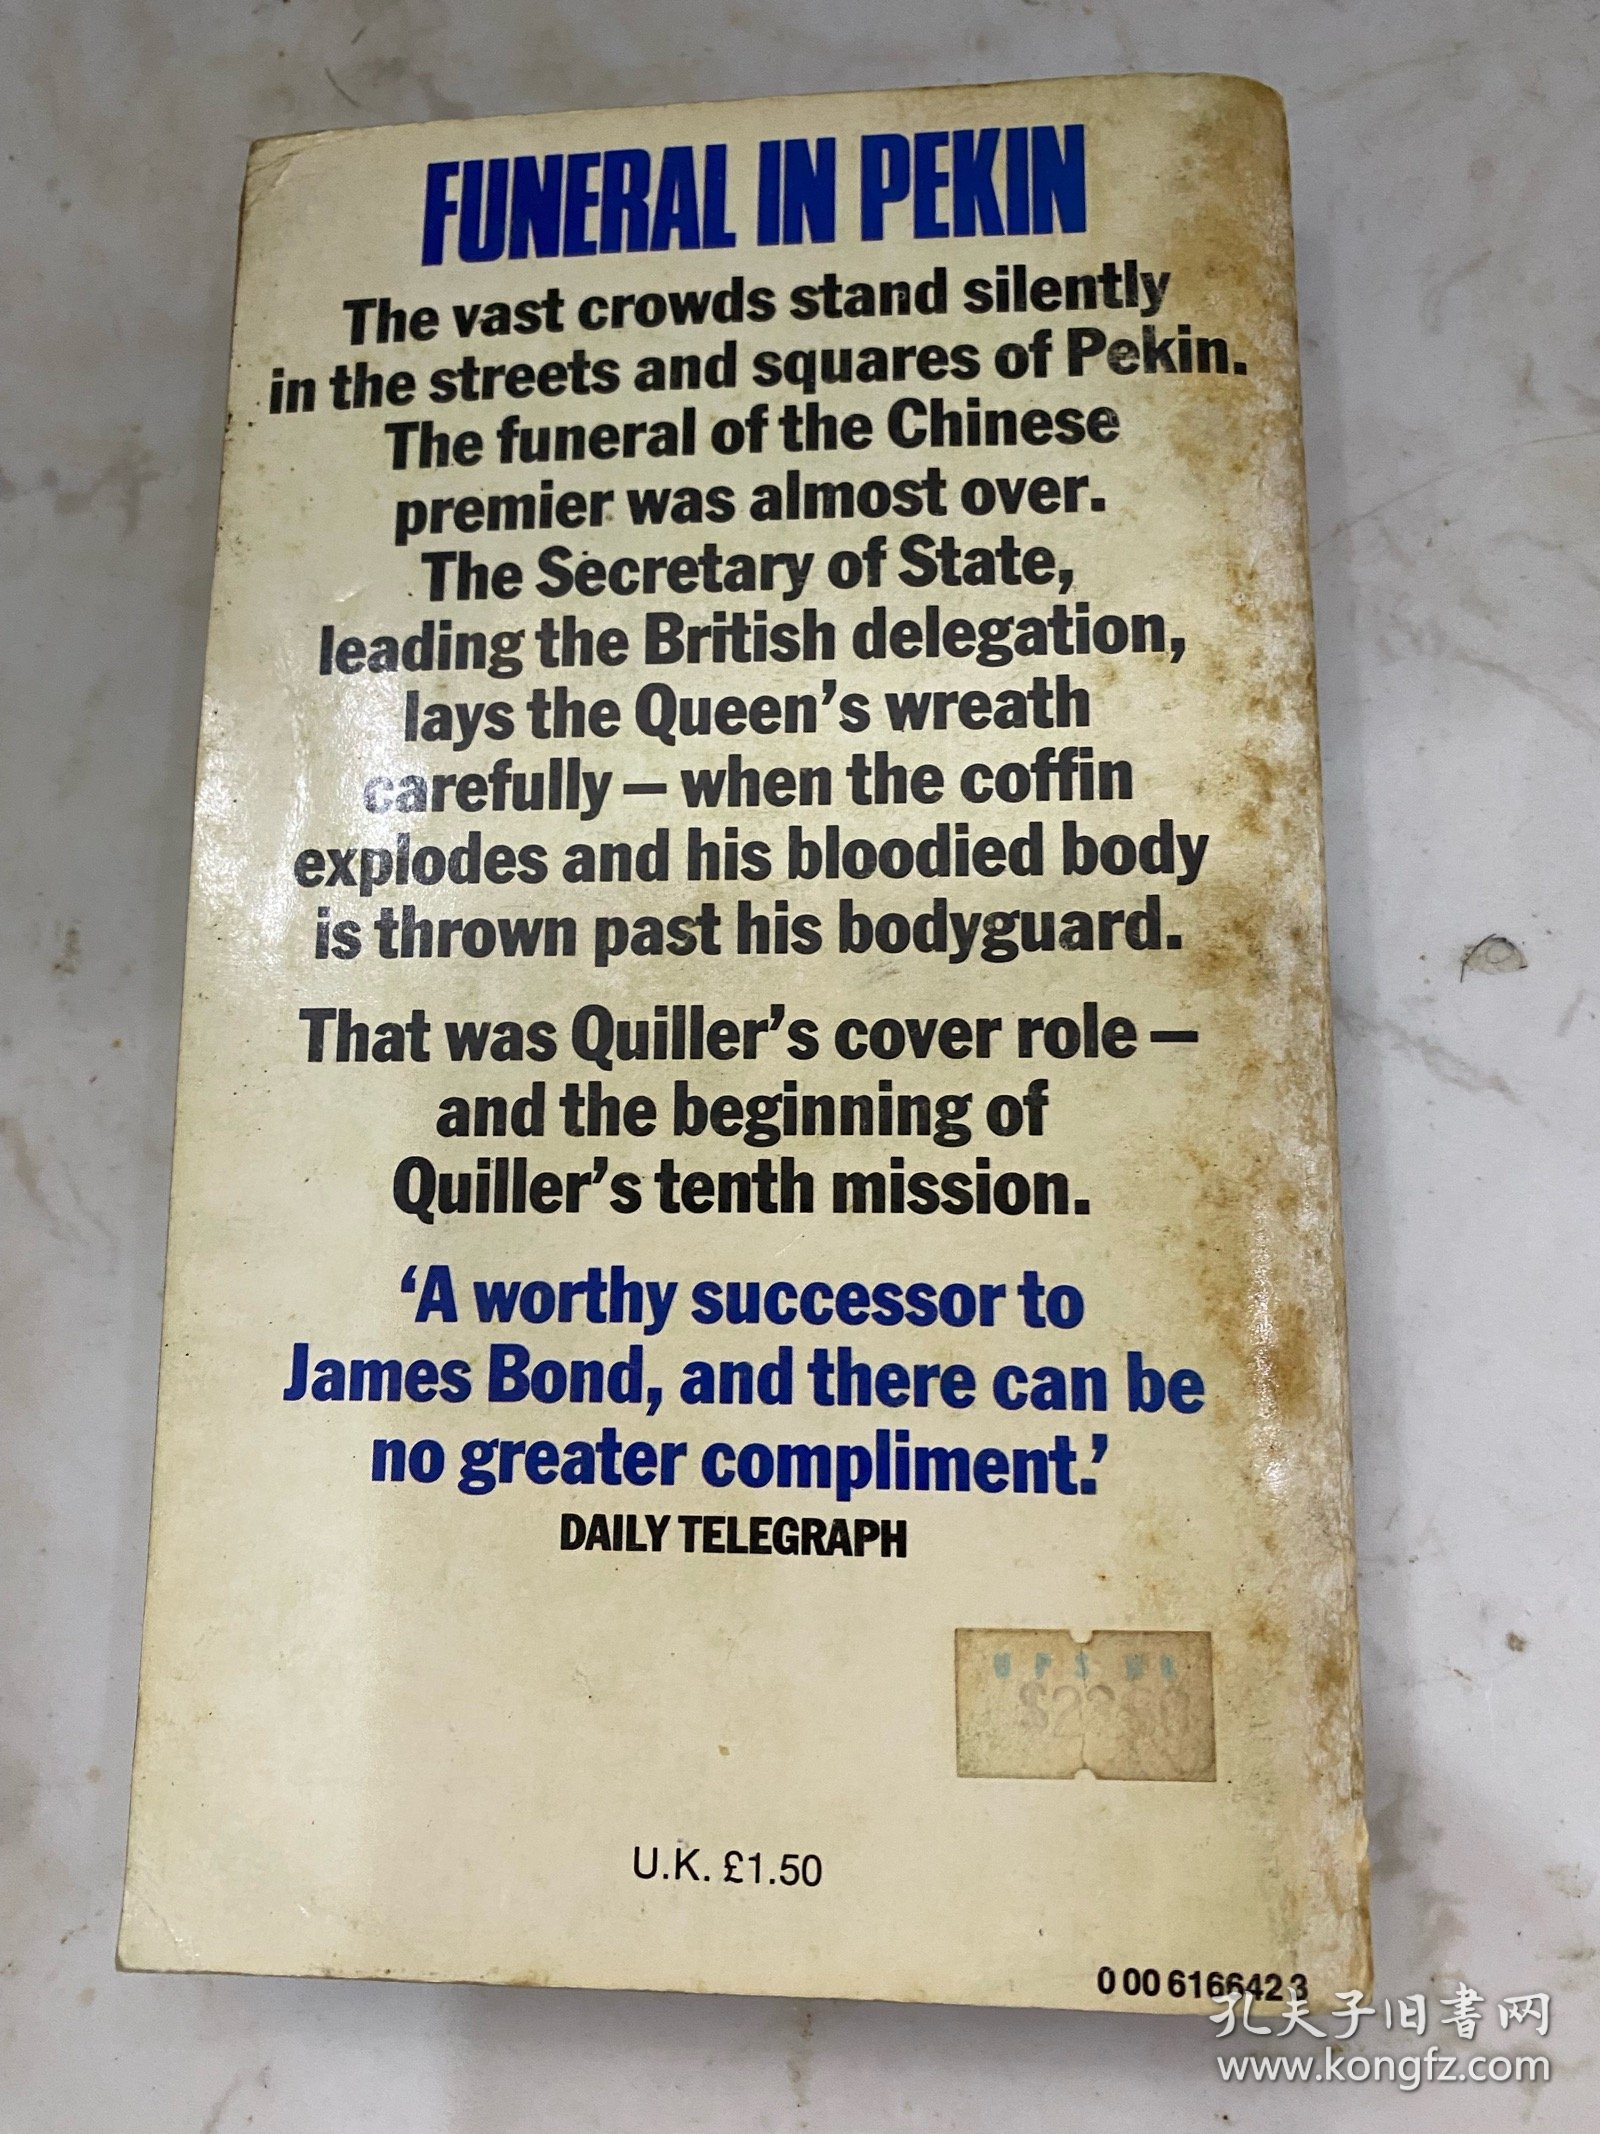 FUNERAL IN PEKIN
The vast crowds stand silently
in the streets and squares of Pekin.
The funeral of the Chinese
premier was almost over.
The Secretary of State,
leading the British delegation,
lays the Queen's wreath
carefully – when the coffin
explodes and his bloodied body
is thrown past his bodyguard.
That was Quiller's cover role –
and the beginning of
Quiller's tenth mission.
‘A worthy successor to
James Bond, and there can be
no greater compliment.’
DAILY TELEGRAPH
U.K. £1.50
0 00 616642 3
孔夫子旧书网
www.kongfz.com